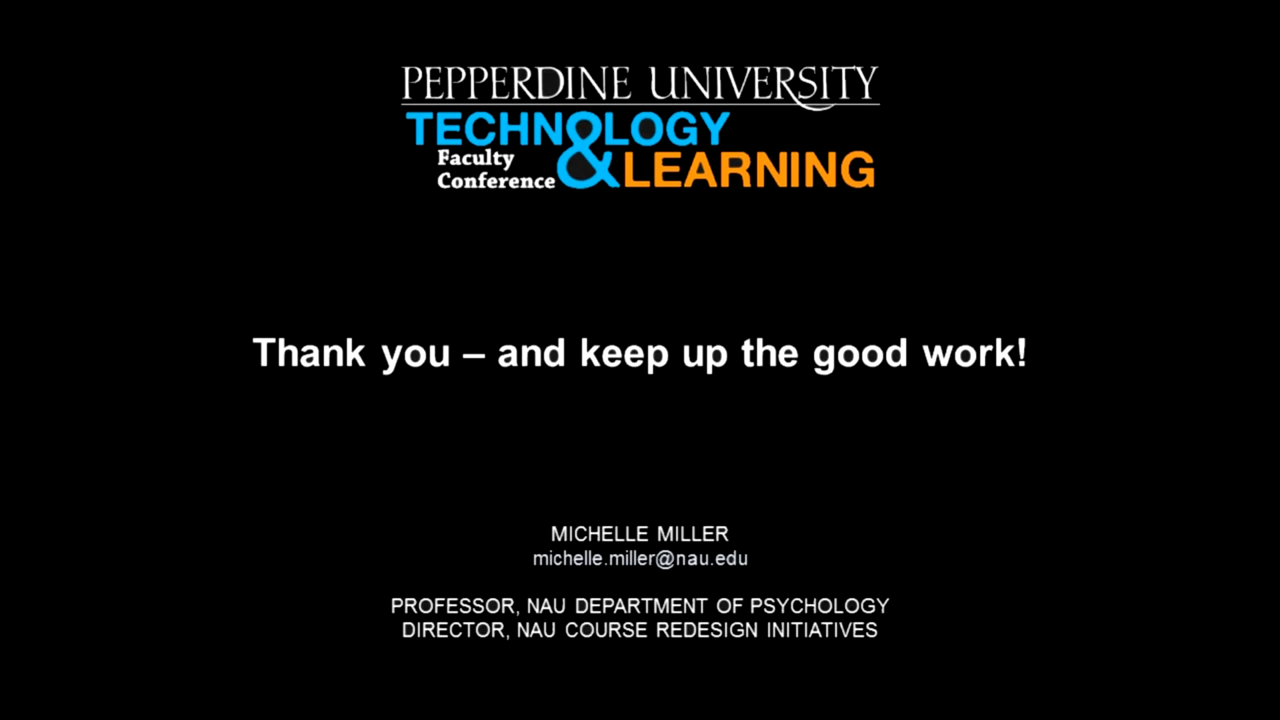 PEPPERDINE UNIVERSITY
TECHNOLOGY
Faculty
Conference & LEARNING
Thank you – and keep up the good work!
MICHELLE MILLER
michelle.miller@nau.edu
PROFESSOR, NAU DEPARTMENT OF PSYCHOLOGY
DIRECTOR, NAU COURSE REDESIGN INITIATIVES